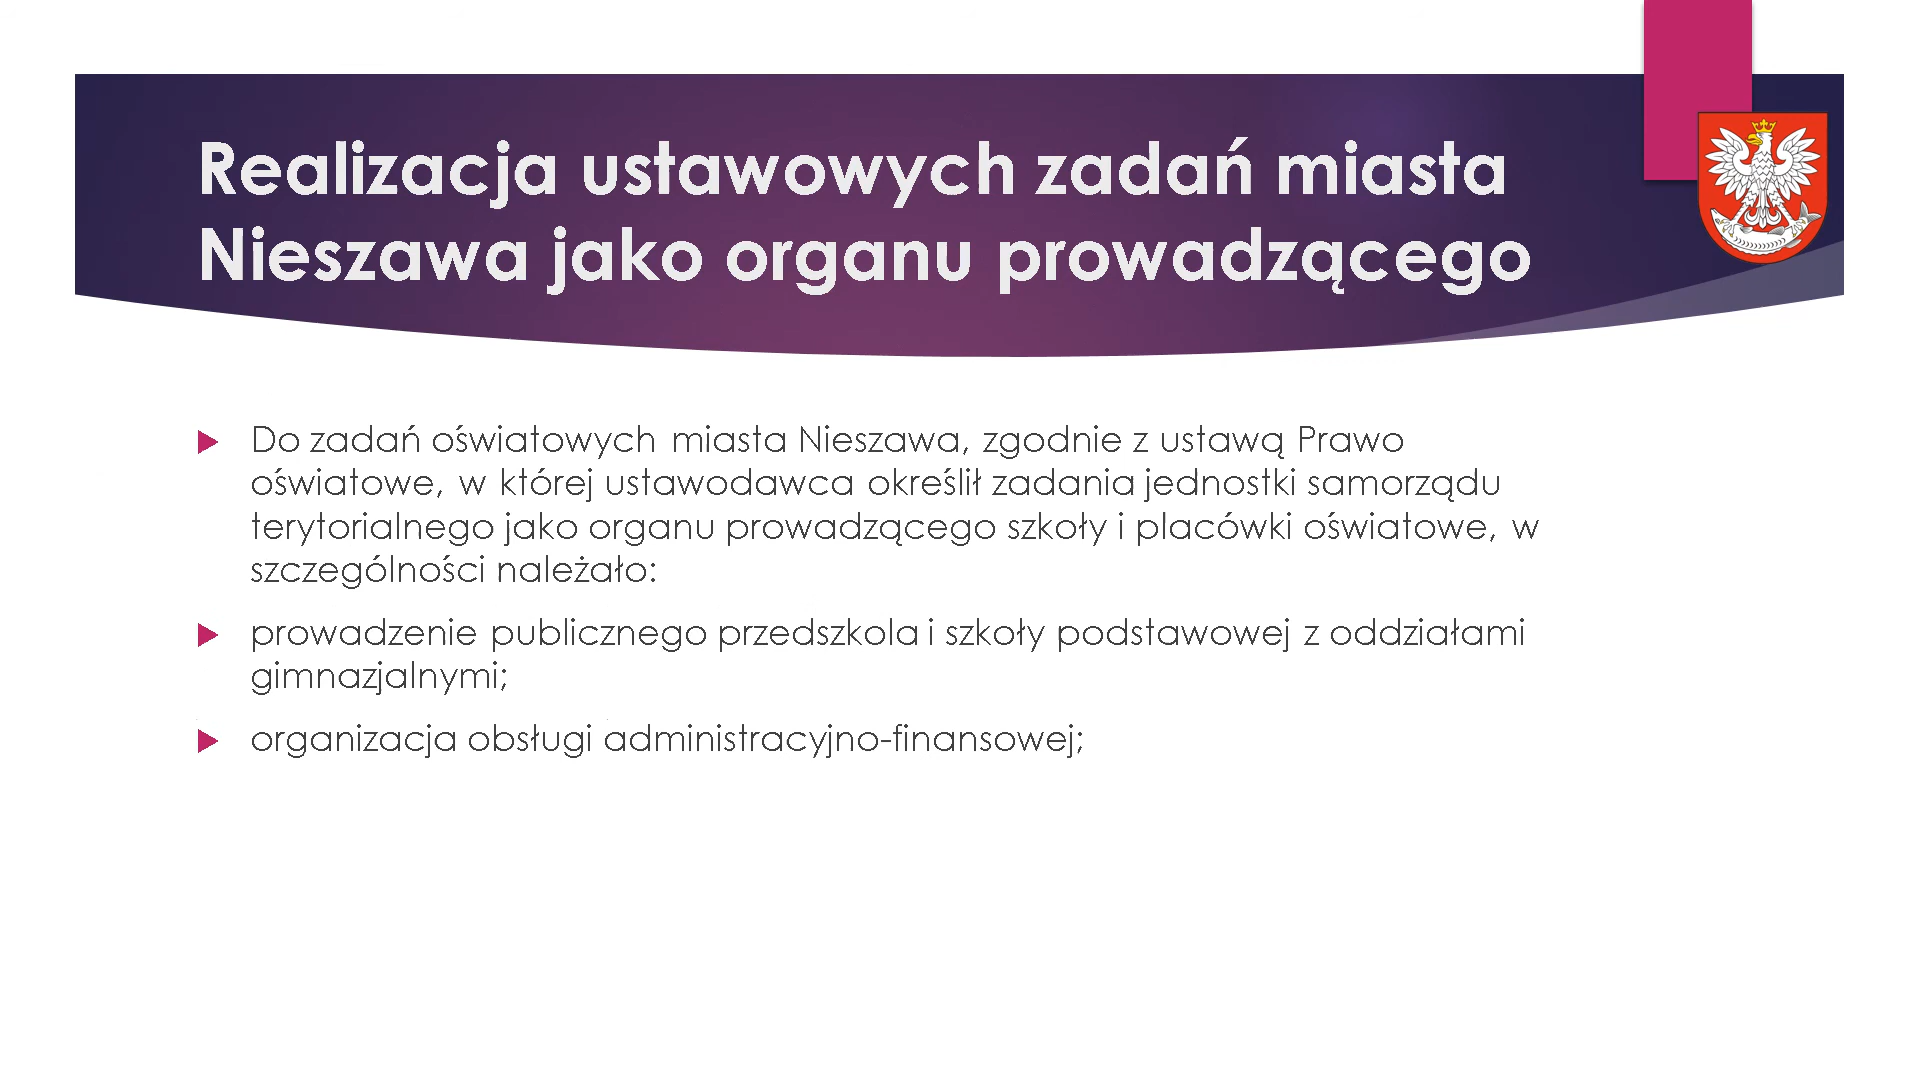 Realizacja ustawowych zadań miasta
Nieszawa jako organu prowadzącego
Do zadań oświatowych miasta Nieszawa, zgodnie z ustawą Prawo
oświatowe, w której ustawodawca określił zadania jednostki samorządu
terytorialnego jako organu prowadzącego szkoły i placówki oświatowe, w
szczególności należało:
prowadzenie publicznego przedszkola i szkoły podstawowej z oddziałami
gimnazjalnymi;
organizacja obsługi administracyjno-finansowej;